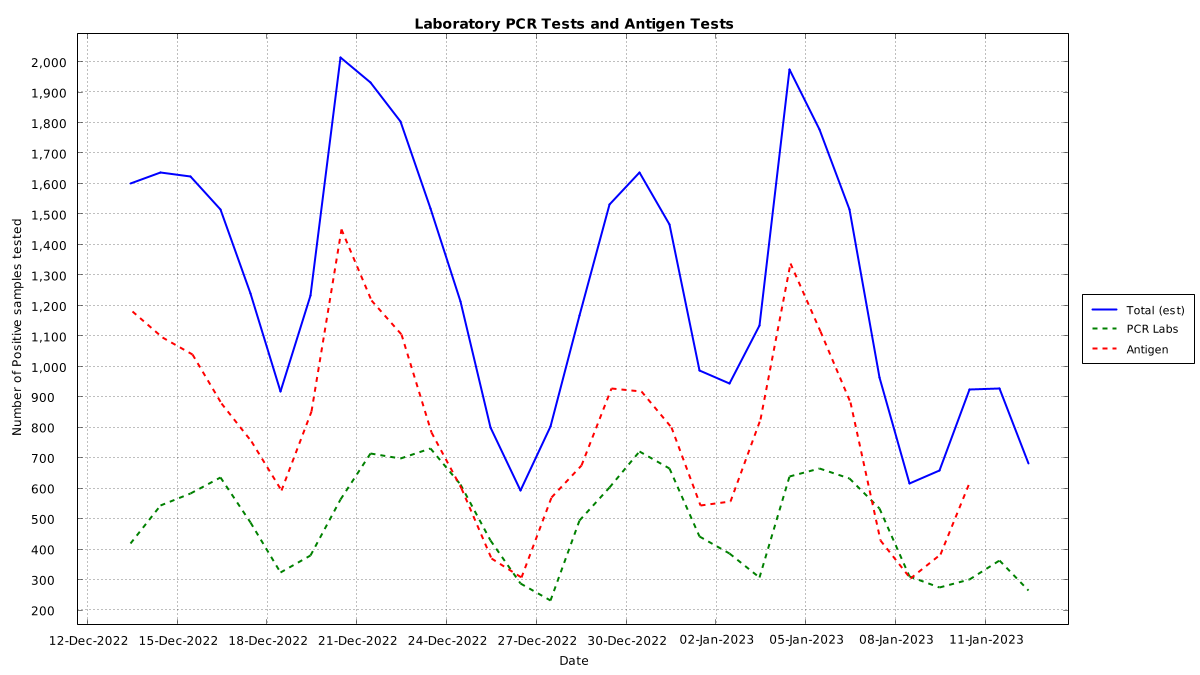 Laboratory PCR Tests and Antigen Tests
Number of Positive samples tested
2,000
1,900
1,800
1,700
1,600
1,500
1,400
1,300
1,200
1,100
1,000
900
800
700
600
500
400
300
200
12-Dec-2022 15-Dec-2022 18-Dec-2022 21-Dec-2022 24-Dec-2022 27-Dec-2022 30-Dec-2022 02-Jan-2023 05-Jan-2023 08-Jan-2023 11-Jan-2023
Date
Total (est)
PCR Labs
Antigen